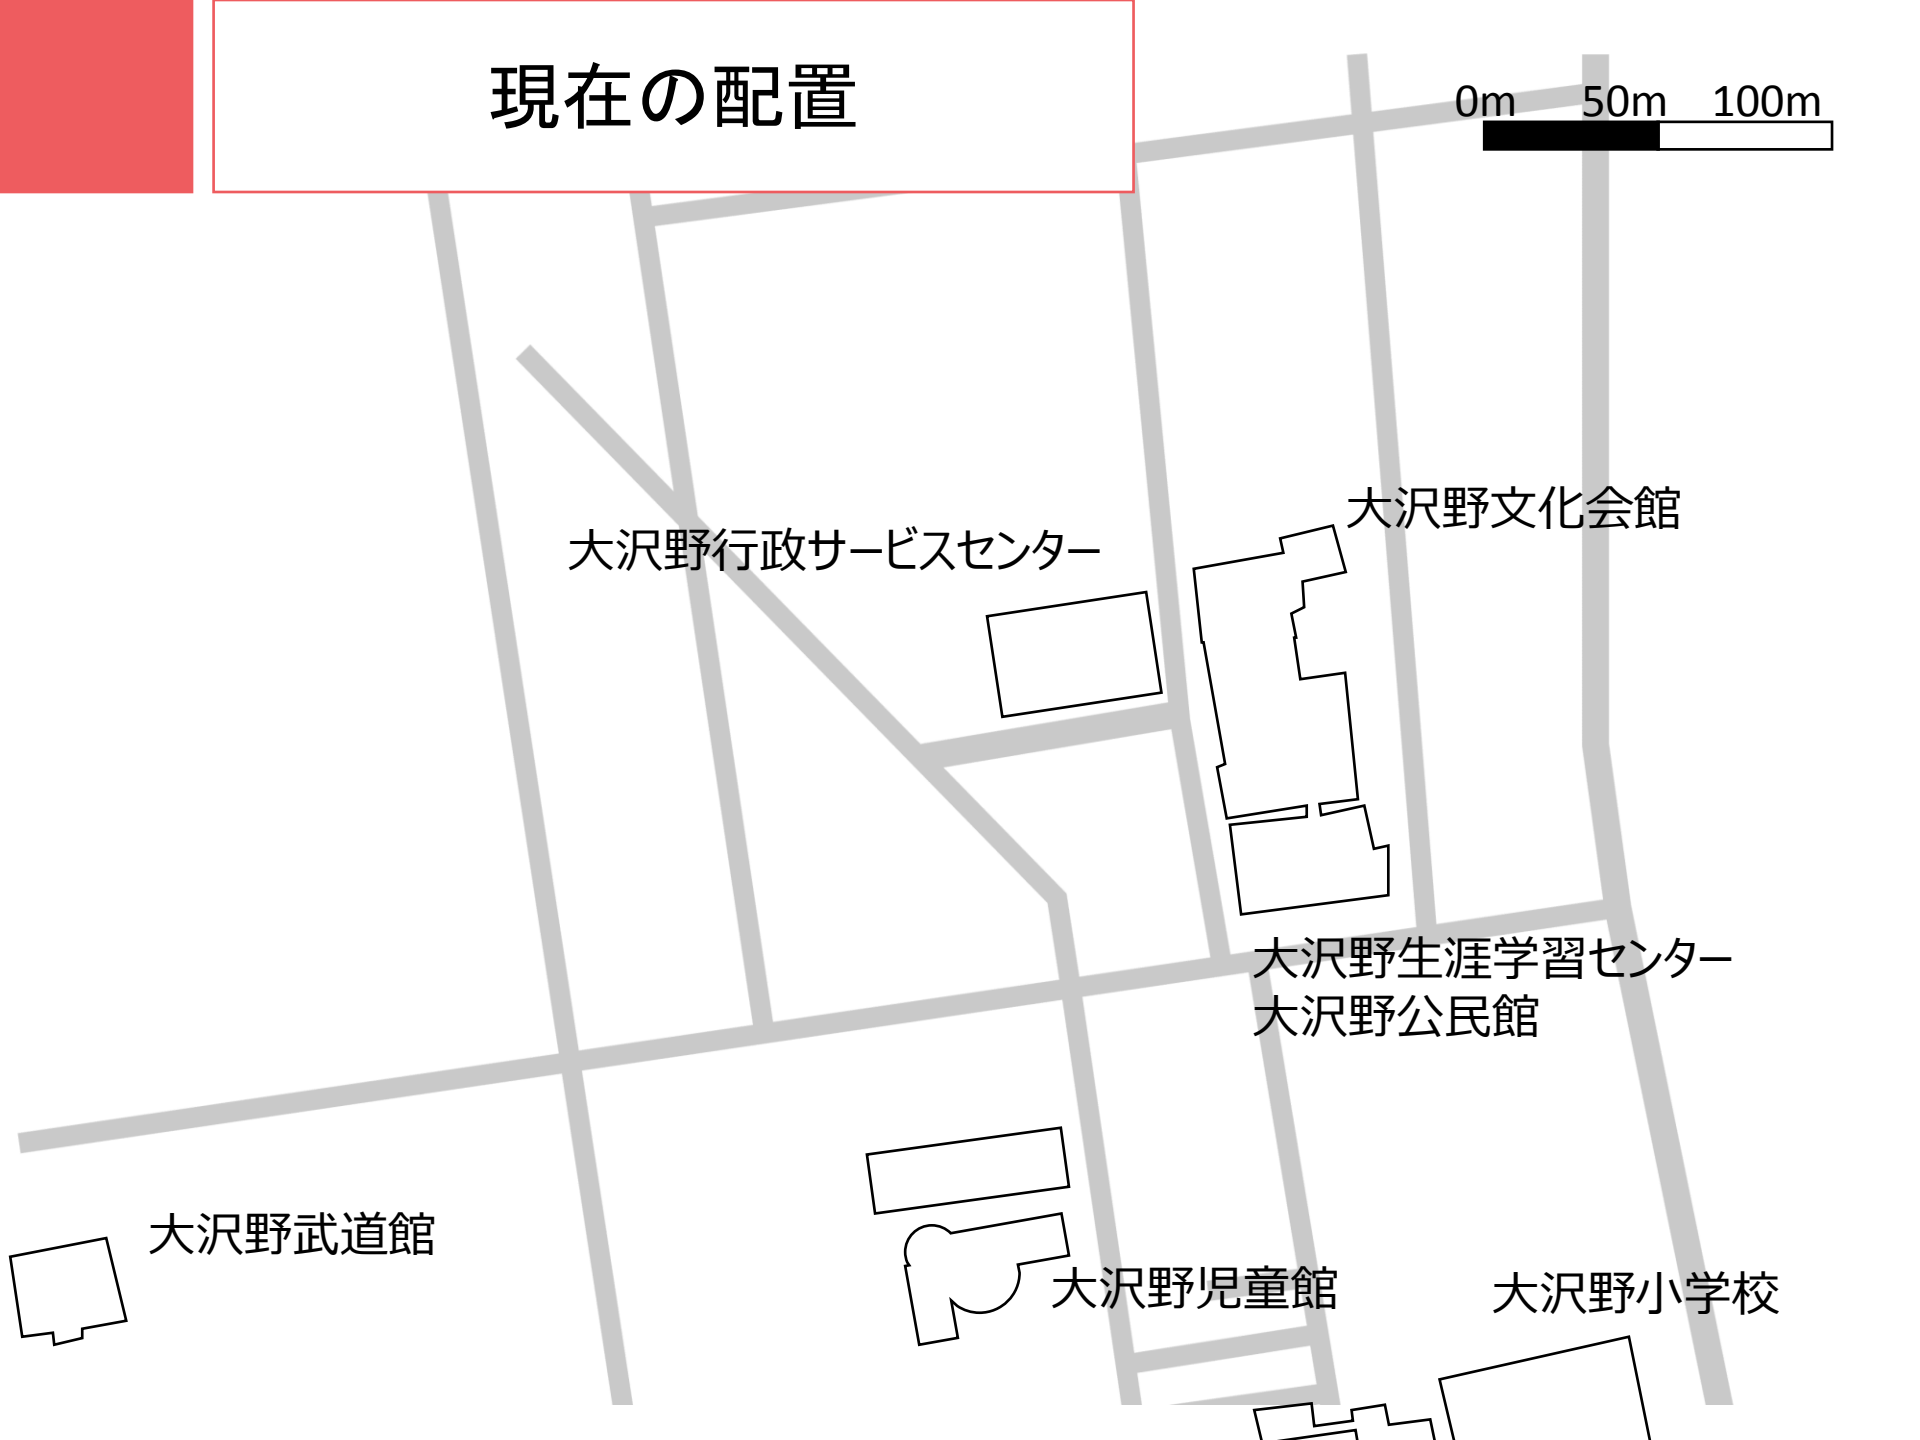 現在の配置
0m 50m 100m
大沢野文化会館
大沢野行政サービスセンター
大沢野生涯学習センター
大沢野公民館
大沢野武道館
大沢野児童館
大沢野小学校